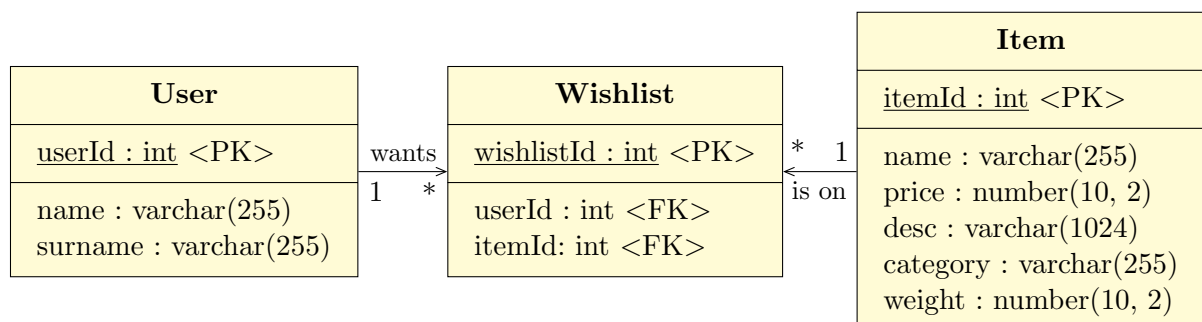 User
userId : int <PK>
name : varchar(255)
surname : varchar(255)
wants
1 *
Wishlist
wishlistId : int <PK>
userId : int <FK>
itemId: int <FK>
* 1
is on
Item
itemId : int <PK>
name : varchar(255)
price : number(10, 2)
desc : varchar(1024)
category : varchar(255)
weight : number(10, 2)